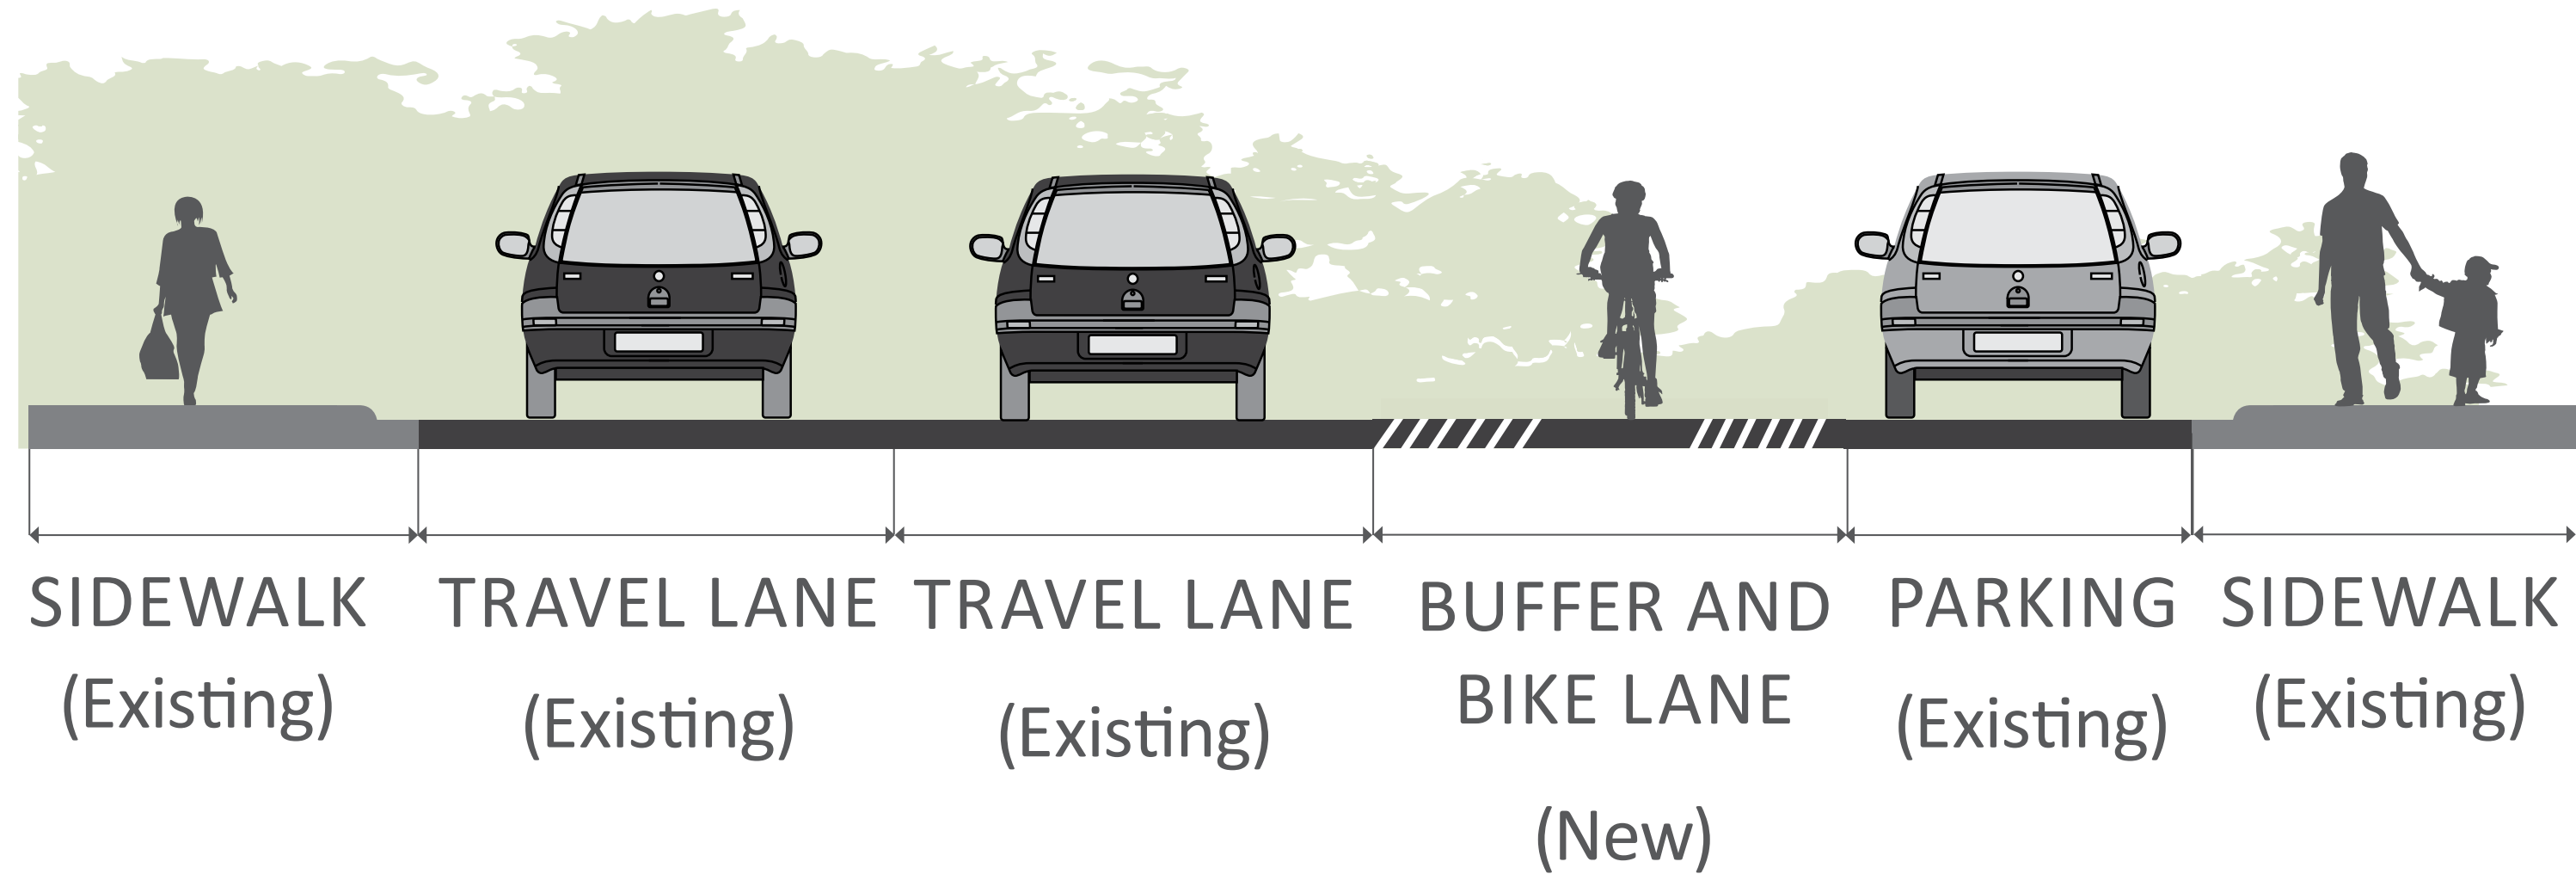 SIDEWALK
(Existing)
TRAVEL LANE
(Existing)
TRAVEL LANE
(Existing)
BUFFER AND
BIKE LANE
(New)
PARKING
(Existing)
SIDEWALK
(Existing)